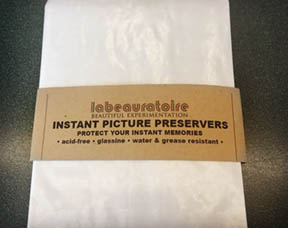 labeauratoire
BEAUTIFUL EXPERIMENTATION
INSTANT PICTURE PRESERVERS
PROTECT YOUR INSTANT MEMORIES
• acid-free • glassine • water & grease resistant •